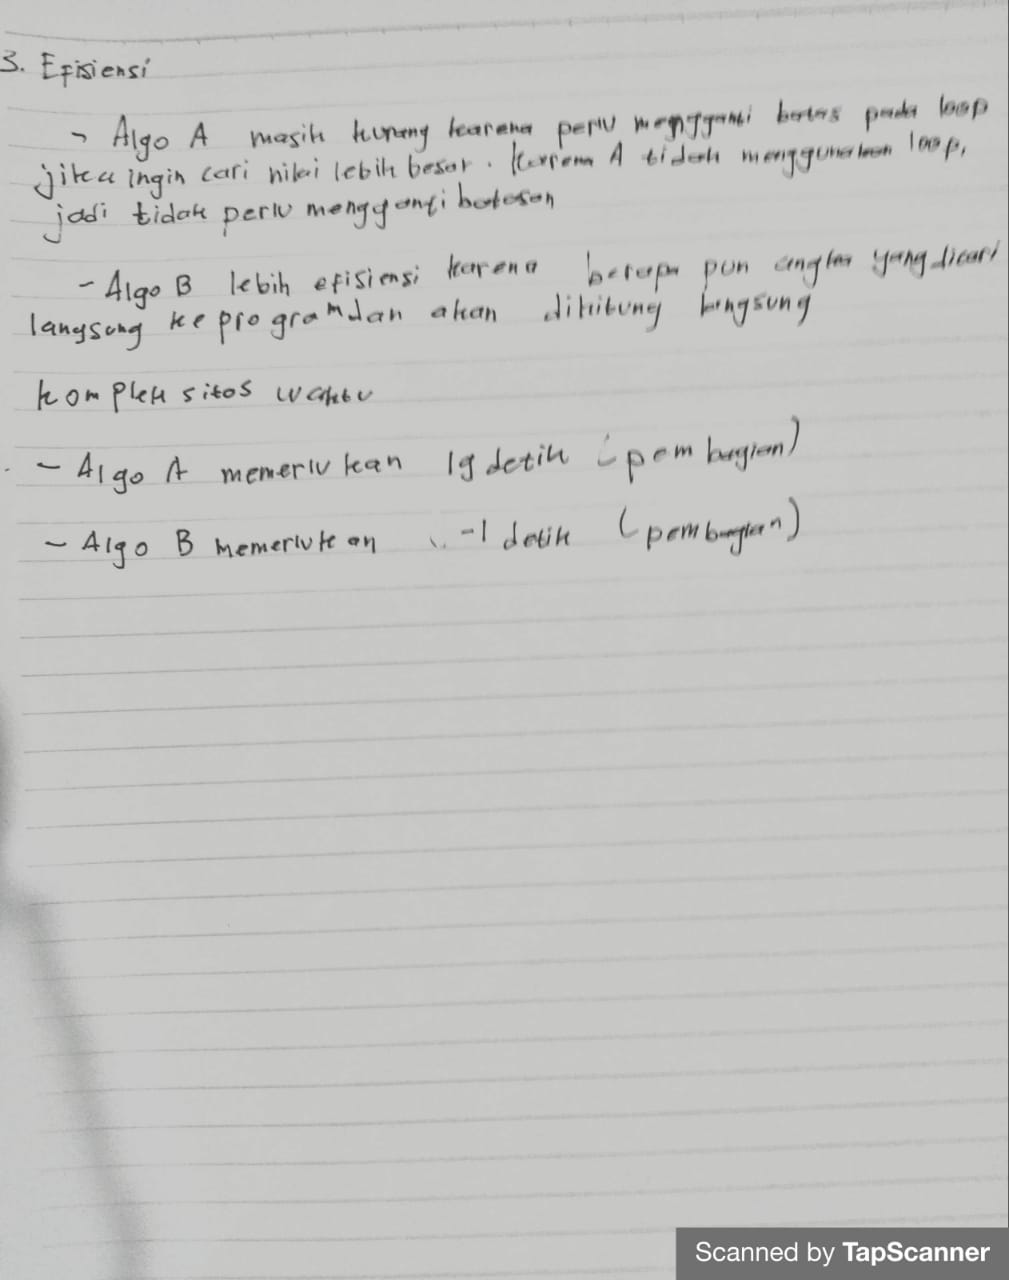 3. Efisiensi
→ Algo A masih kurang karena perlu mengganti batas pada loop
jika ingin cari nilai lebih besar. Karena A tidak menggunakan loop,
jadi tidak perlu mengganti batasan
- Algo B lebih efisiensi karena berapa pun angka yang dicari
langsung ke program dan akan dihitung langsung
kompleksitas waktu
- Algo A memerlukan 19 detik (pembagian)
- Algo B memerlukan -1 detik (pembagian)
Scanned by TapScanner